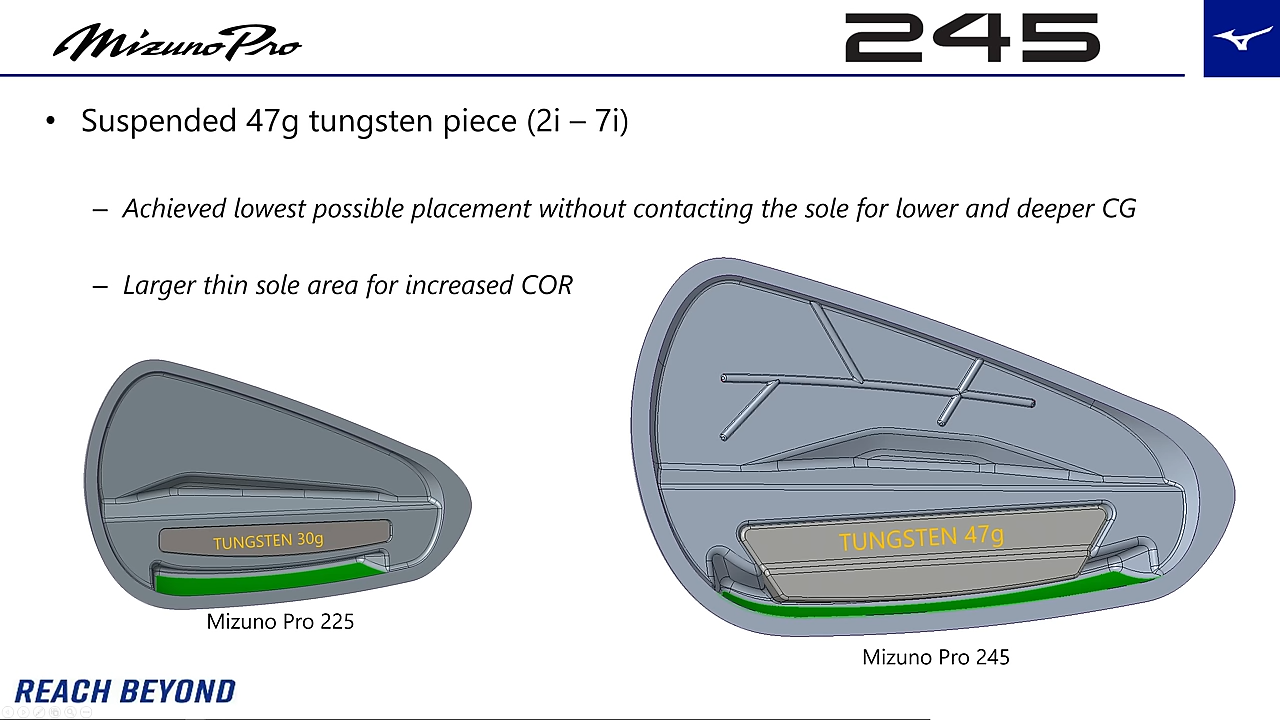 Mizuno Pro
245
• Suspended 47g tungsten piece (2i – 7i)
– Achieved lowest possible placement without contacting the sole for lower and deeper CG
– Larger thin sole area for increased COR
TUNGSTEN 30g
Mizuno Pro 225
TUNGSTEN 47g
Mizuno Pro 245
REACH BEYOND